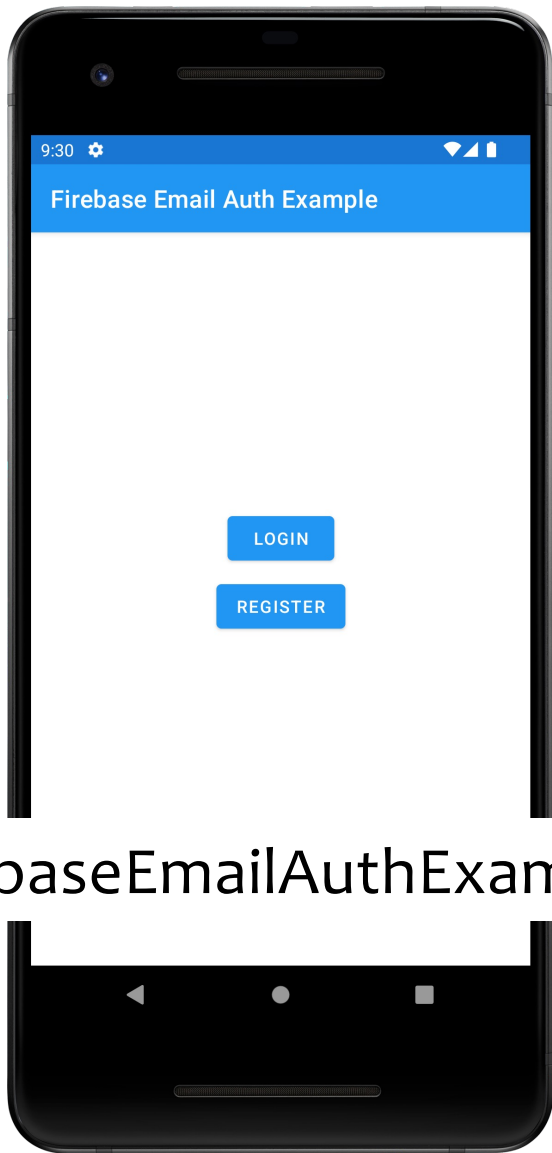 9:30
Firebase Email Auth Example
LOGIN
REGISTER
baseEmailAuthExam